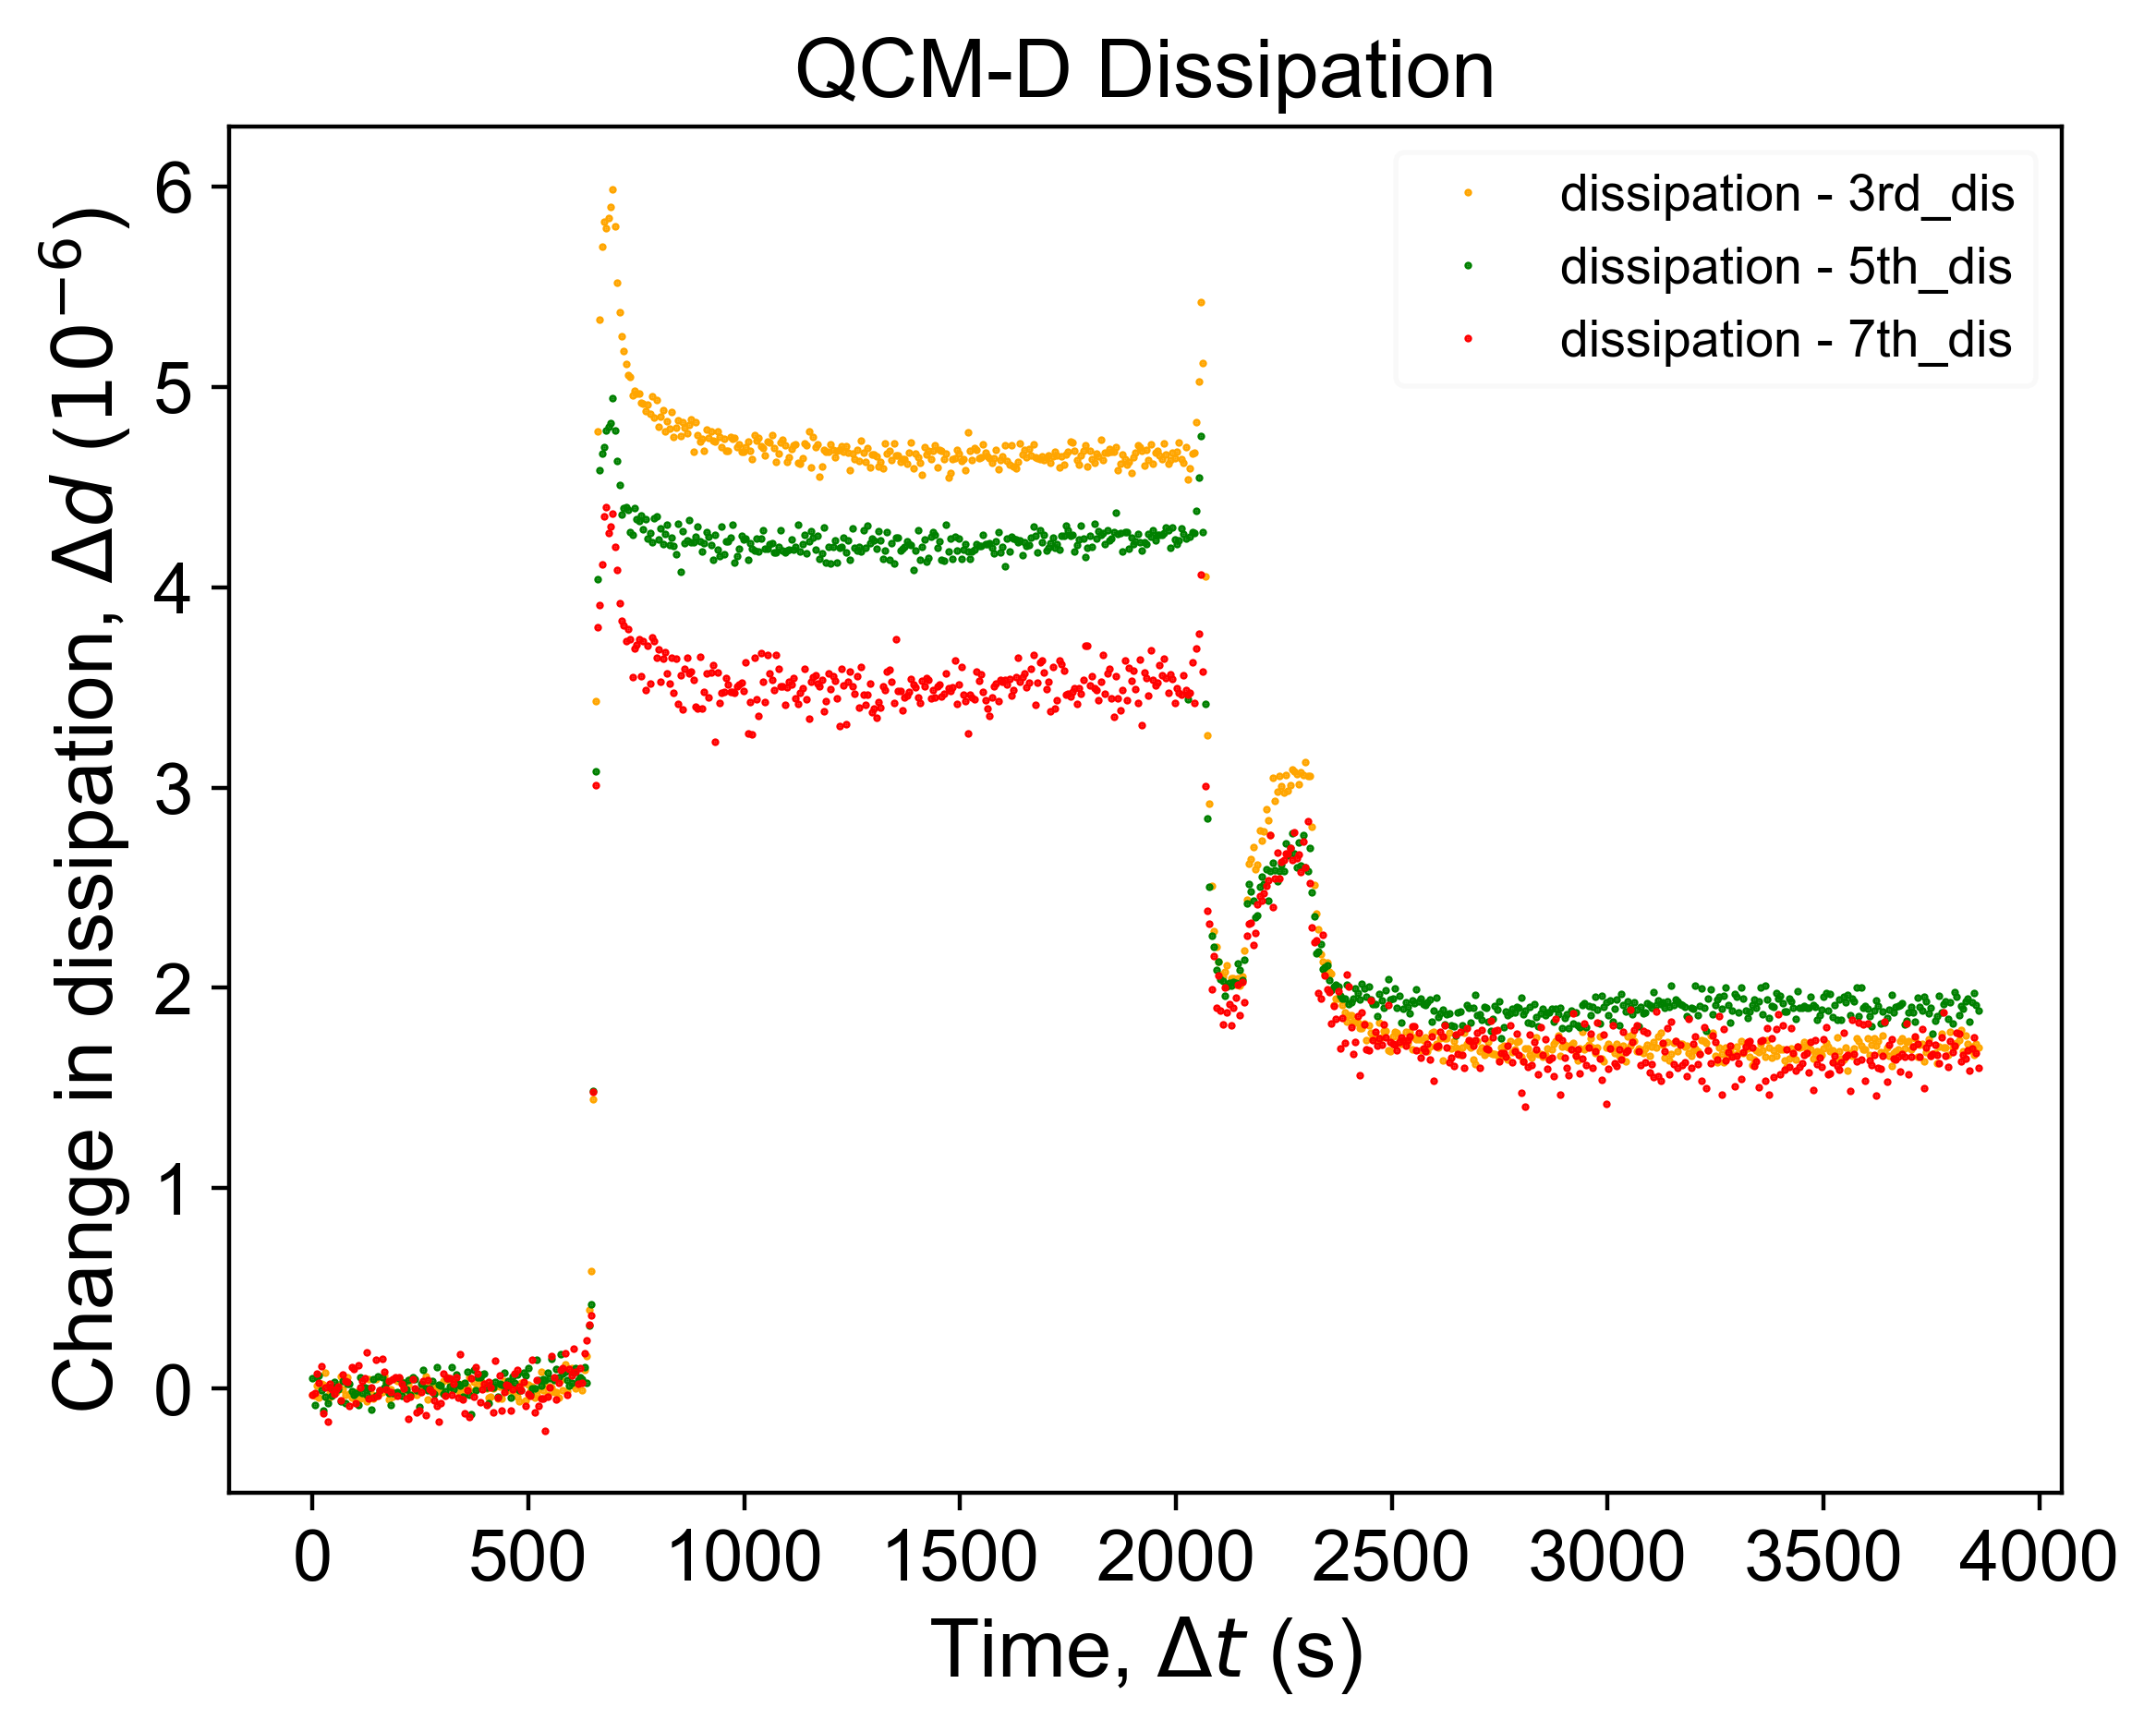 QCM-D Dissipation
Change in dissipation, Δd (10⁻⁶)
6
5
4
3
2
1
0
dissipation - 3rd_dis
dissipation - 5th_dis
dissipation - 7th_dis
0 500 1000 1500 2000 2500 3000 3500 4000
Time, Δt (s)